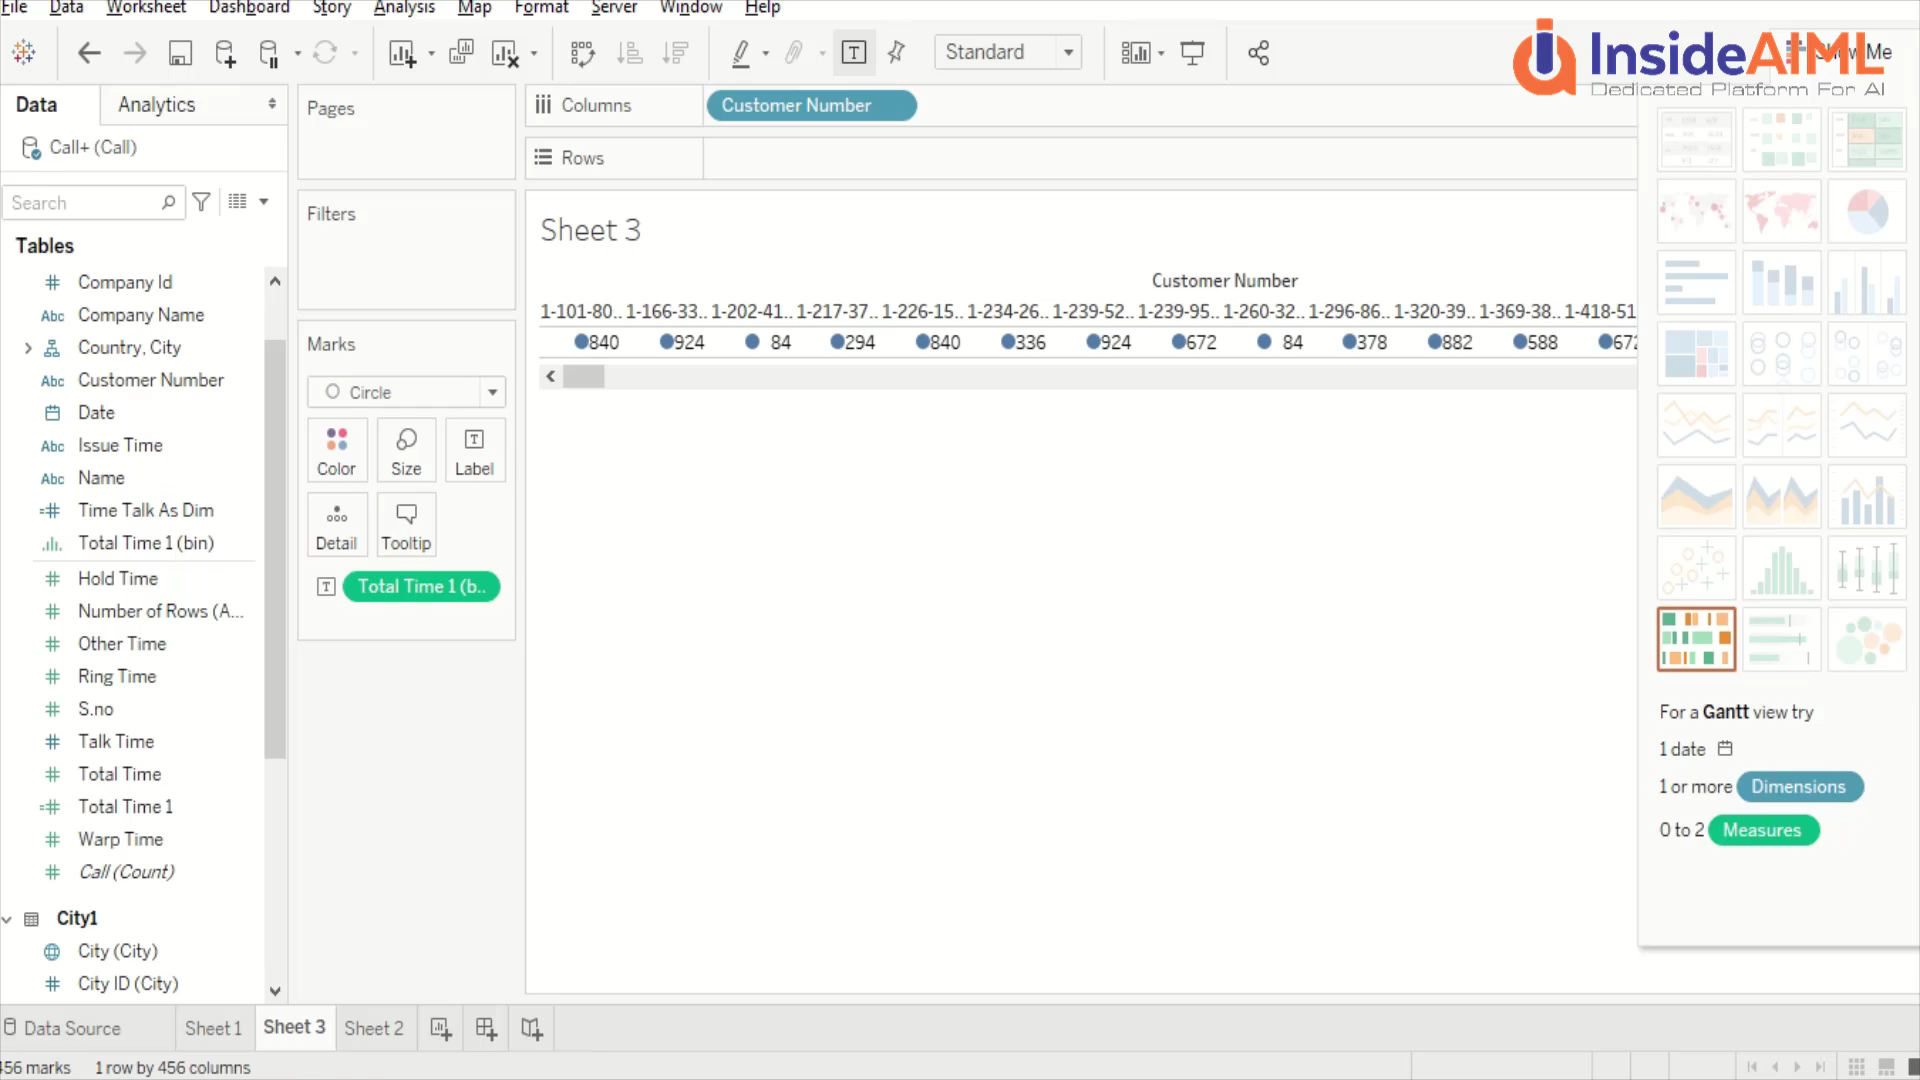 File Data Worksheet Dashboard Story Analysis Map Format Server Window Help
Standard
InsideAIML
Me
Dedicated Platform For AI
Data
Analytics
Call+ (Call)
Search
Tables
Company Id
Abc Company Name
Country, City
Abc Customer Number
Date
Abc Issue Time
Abc Name
Time Talk As Dim
Total Time 1 (bin)
Hold Time
Number of Rows (A...
Other Time
Ring Time
S.no
Talk Time
Total Time
Total Time 1
Warp Time
Call (Count)
City1
City (City)
City ID (City)
Pages
Filters
Marks
Circle
Color Size Label
Detail Tooltip
Total Time 1 (b..
Columns Customer Number
Rows
Sheet 3
Customer Number
1-101-80.. 1-166-33.. 1-202-41.. 1-217-37.. 1-226-15.. 1-234-26.. 1-239-52.. 1-239-95.. 1-260-32.. 1-296-86.. 1-320-39.. 1-369-38.. 1-418-51
840 924 84 294 840 336 924 672 84 378 882 588 672
For a Gantt view try
1 date
1 or more Dimensions
0 to 2 Measures
Data Source Sheet 1 Sheet 3 Sheet 2
456 marks 1 row by 456 columns